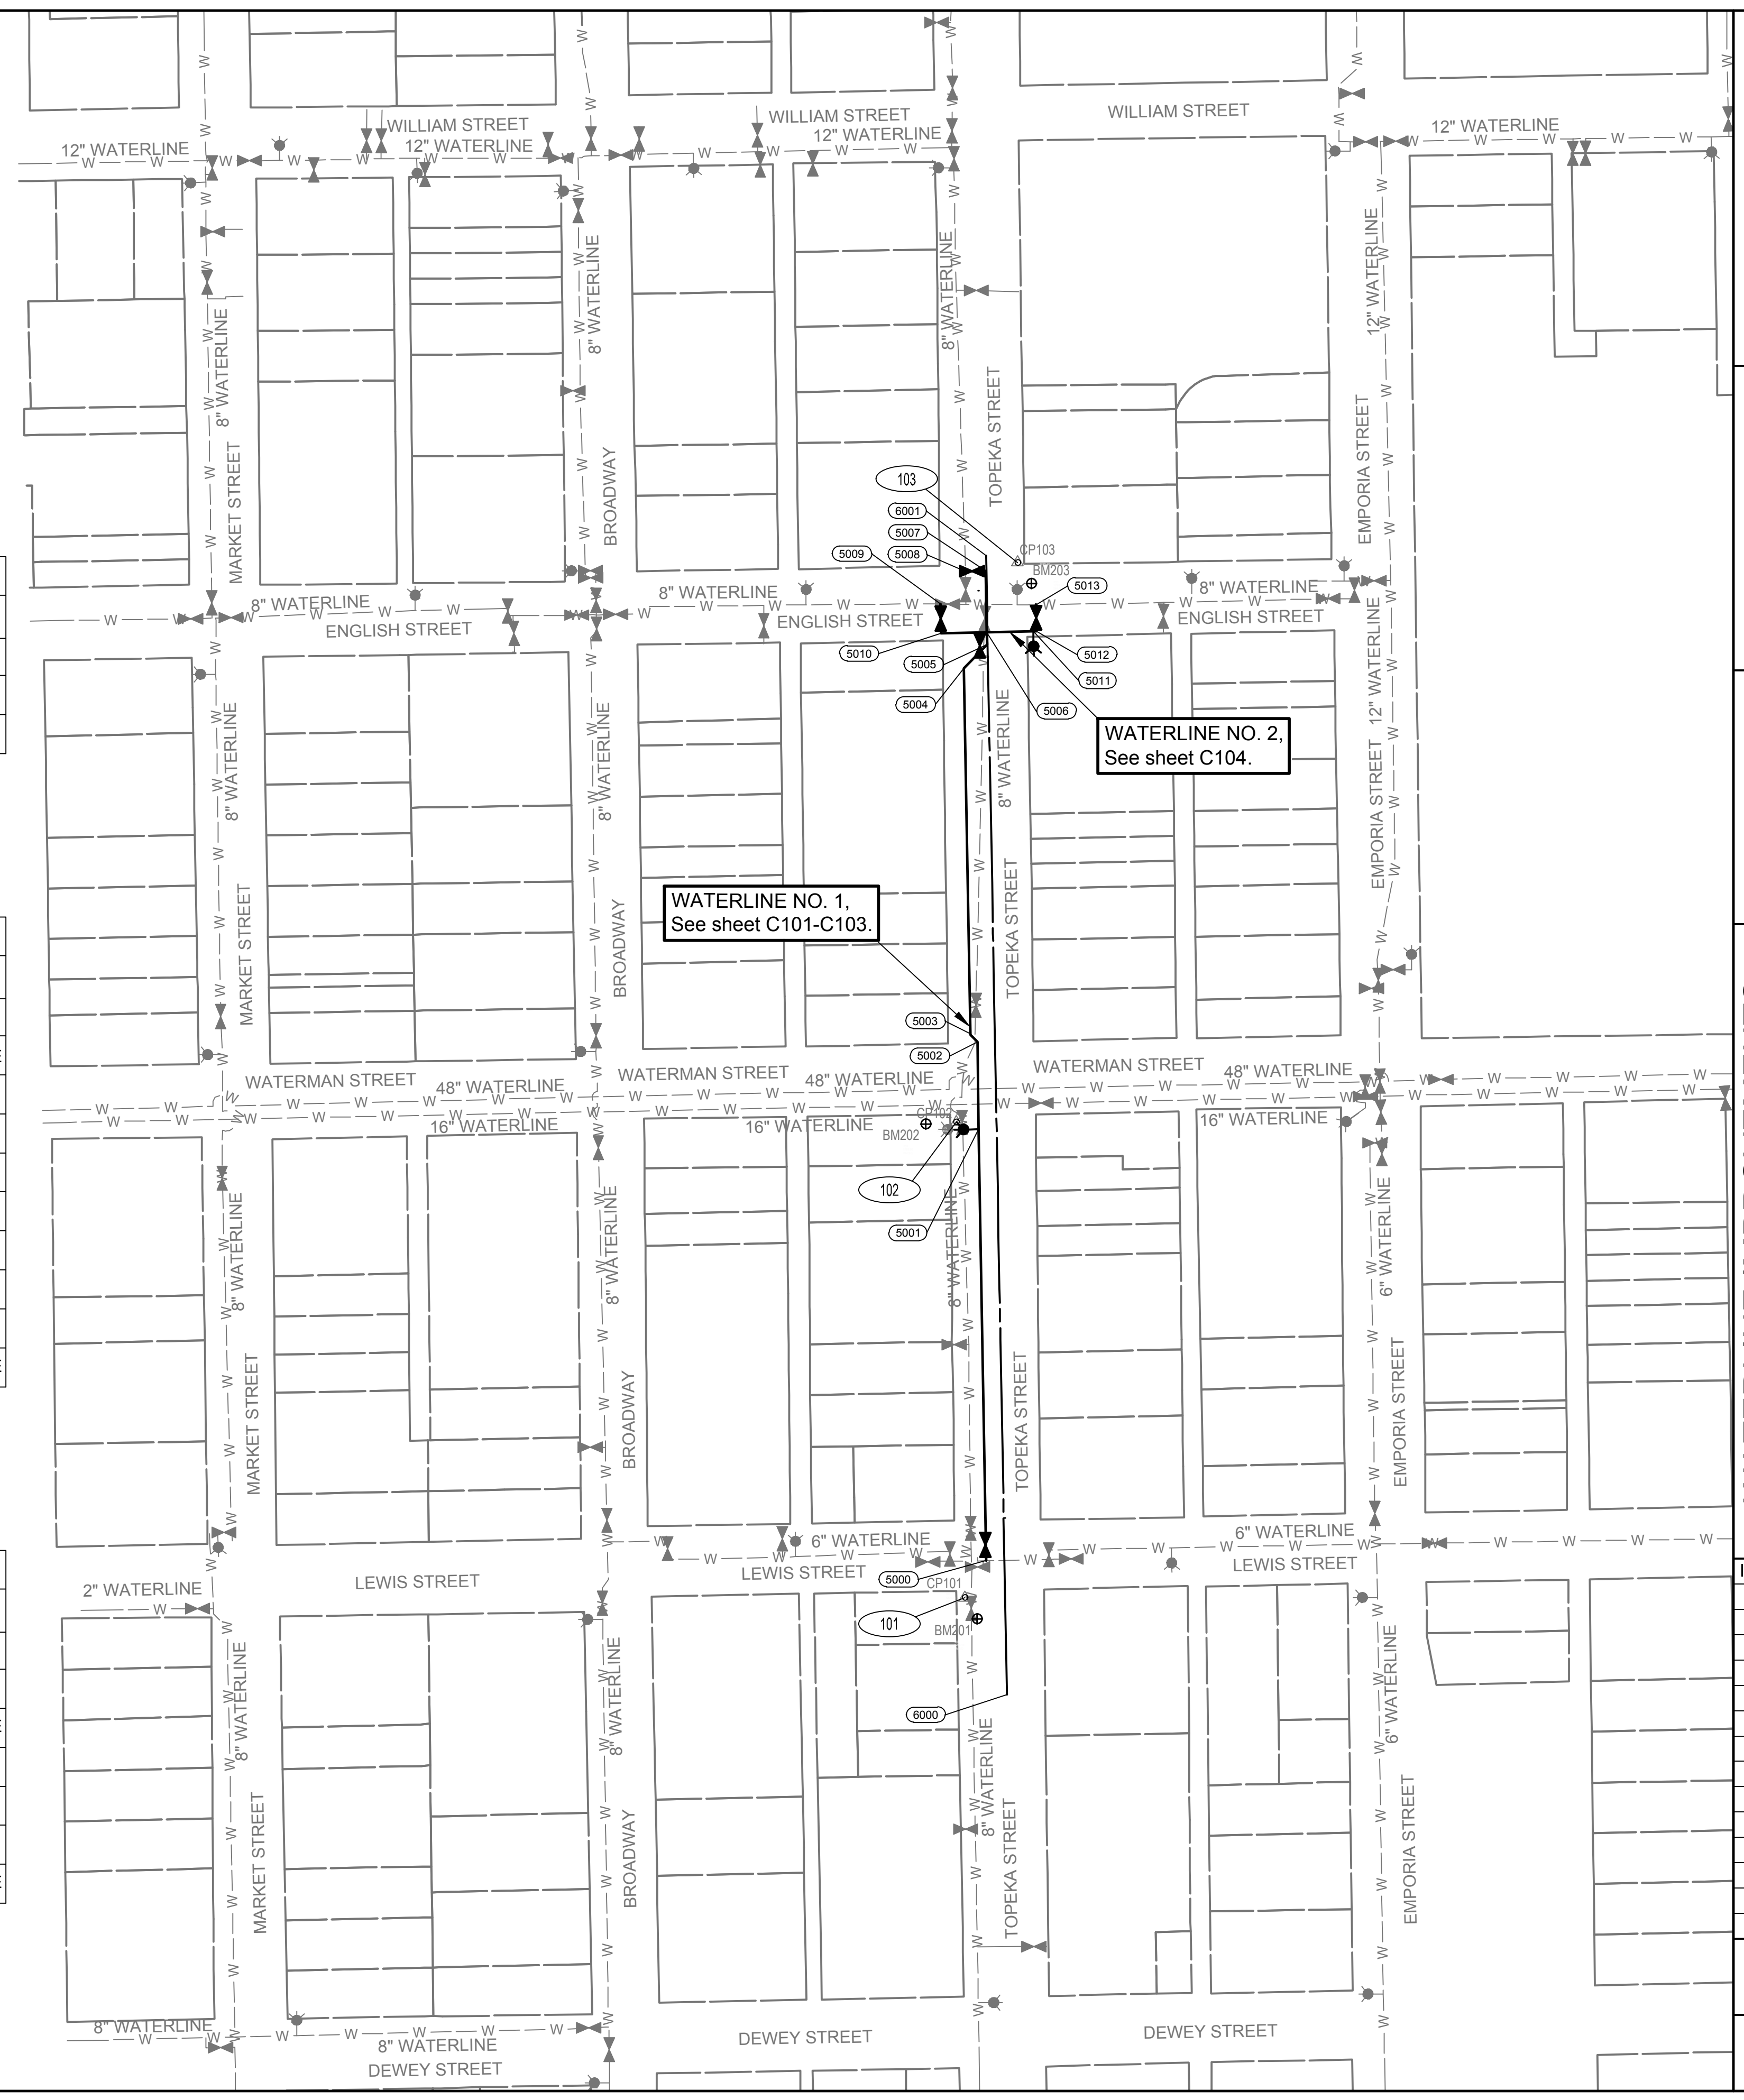 WILLIAM STREET
12" WATERLINE
12" WATERLINE
WILLIAM STREET
12" WATERLINE
WILLIAM STREET
12" WATERLINE
8" WATERLINE
8" WATERLINE
8" WATERLINE
12" WATERLINE
MARKET STREET
BROADWAY
TOPEKA STREET
EMPORIA STREET
103
6001
5007
5009
5008
CP103
BM203
5013
8" WATERLINE
ENGLISH STREET
8" WATERLINE
ENGLISH STREET
8" WATERLINE
ENGLISH STREET
5010
5005
5012
5011
5004
5006
12" WATERLINE
WATERLINE NO. 2,
See sheet C104.
8" WATERLINE
8" WATERLINE
8" WATERLINE
12" WATERLINE
EMPORIA STREET
WATERLINE NO. 1,
See sheet C101-C103.
MARKET STREET
BROADWAY
TOPEKA STREET
EMPORIA STREET
5003
5002
WATERMAN STREET
48" WATERLINE
WATERMAN STREET
48" WATERLINE
WATERMAN STREET
48" WATERLINE
16" WATERLINE
16" WATERLINE
16" WATERLINE
CP102
BM202
102
5001
8" WATERLINE
8" WATERLINE
8" WATERLINE
6" WATERLINE
MARKET STREET
BROADWAY
TOPEKA STREET
EMPORIA STREET
6" WATERLINE
6" WATERLINE
LEWIS STREET
LEWIS STREET
LEWIS STREET
2" WATERLINE
5000
CP101
101
BM201
6000
8" WATERLINE
8" WATERLINE
8" WATERLINE
6" WATERLINE
MARKET STREET
BROADWAY
TOPEKA STREET
EMPORIA STREET
8" WATERLINE
8" WATERLINE
DEWEY STREET
DEWEY STREET
DEWEY STREET